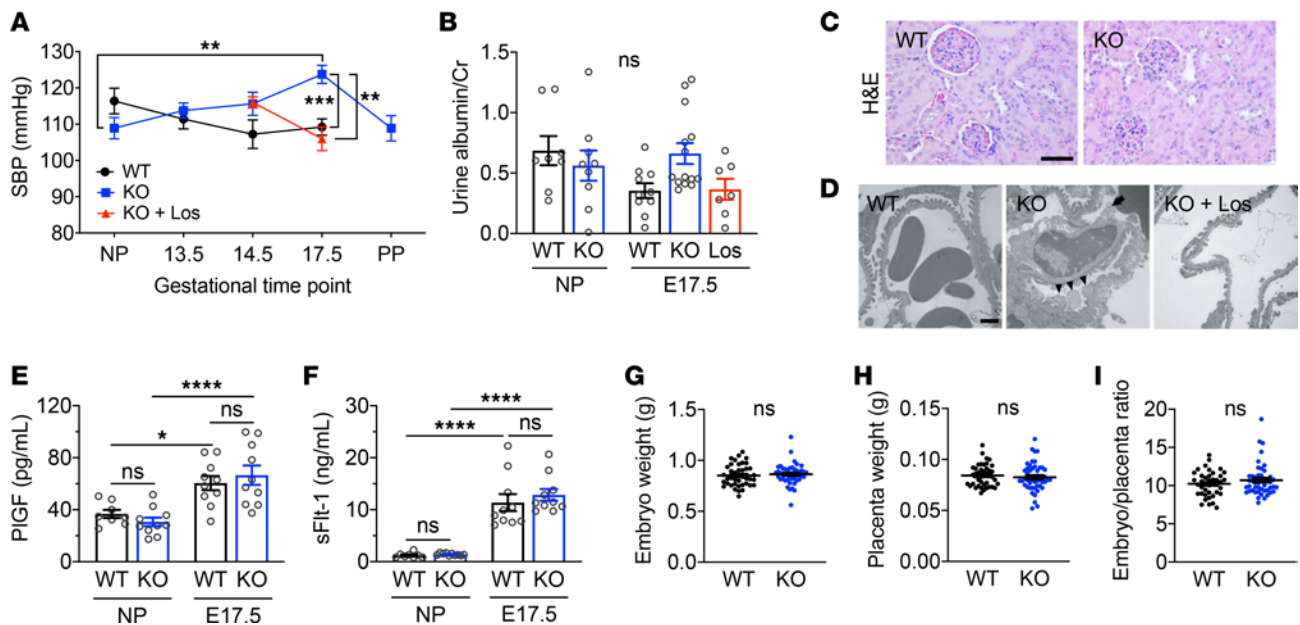 A
**
***
**
SBP (mmHg)
130
120
110
100
90
80
WT
KO
KO + Los
NP
13.5
14.5
17.5
PP
Gestational time point
B
ns
Urine albumin/Cr
1.5
1.0
0.5
0.0
WT KO WT KO Los
NP E17.5
C
H&E
WT
KO
D
WT
KO
KO + Los
E
****
ns
*
ns
PlGF (pg/mL)
120
80
40
0
WT KO WT KO
NP E17.5
F
****
****
ns
ns
sFlt-1 (ng/mL)
30
20
10
0
WT KO WT KO
NP E17.5
G
ns
Embryo weight (g)
1.5
1.0
0.5
0.0
WT KO
H
ns
Placenta weight (g)
0.15
0.10
0.05
0.00
WT KO
I
ns
Embryo/placenta ratio
20
15
10
5
0
WT KO